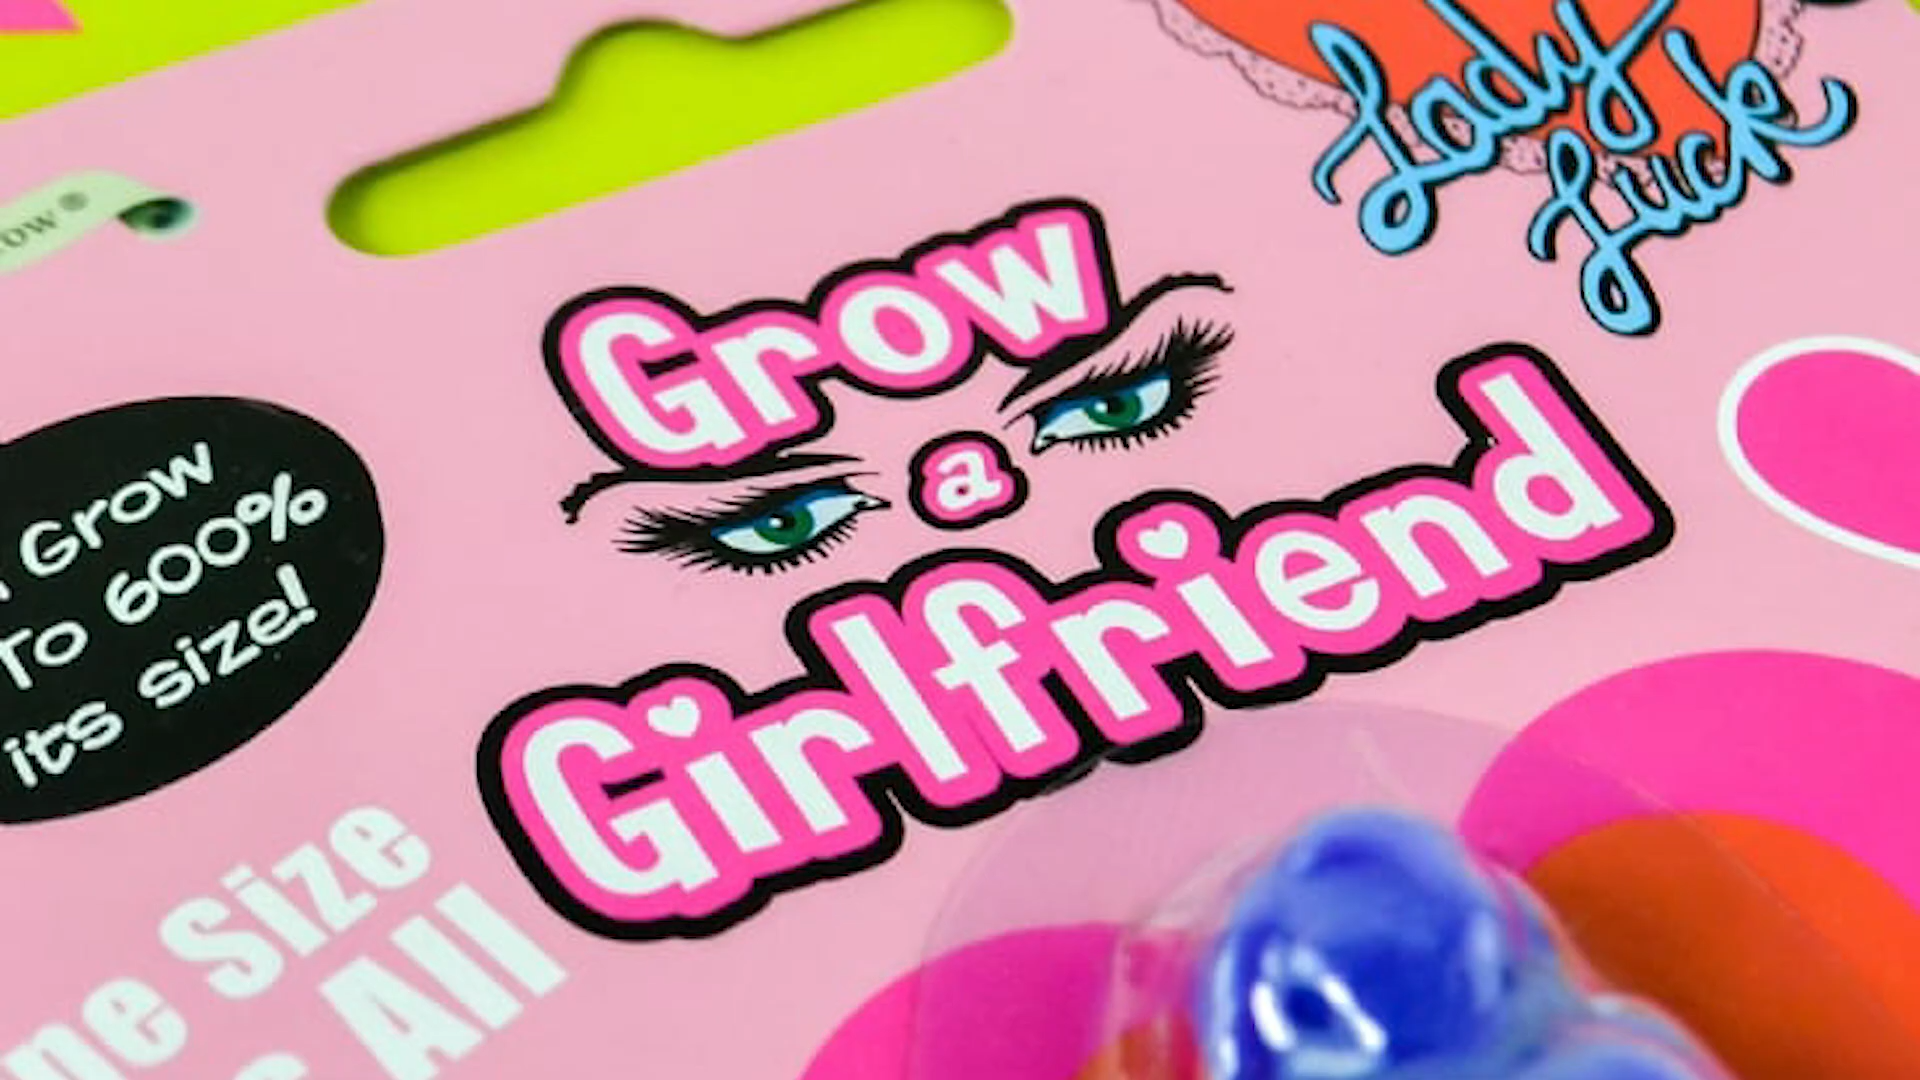 Lady
Luck
Grow
a
Girlfriend
Grow
To 600%
its size!
Size
All